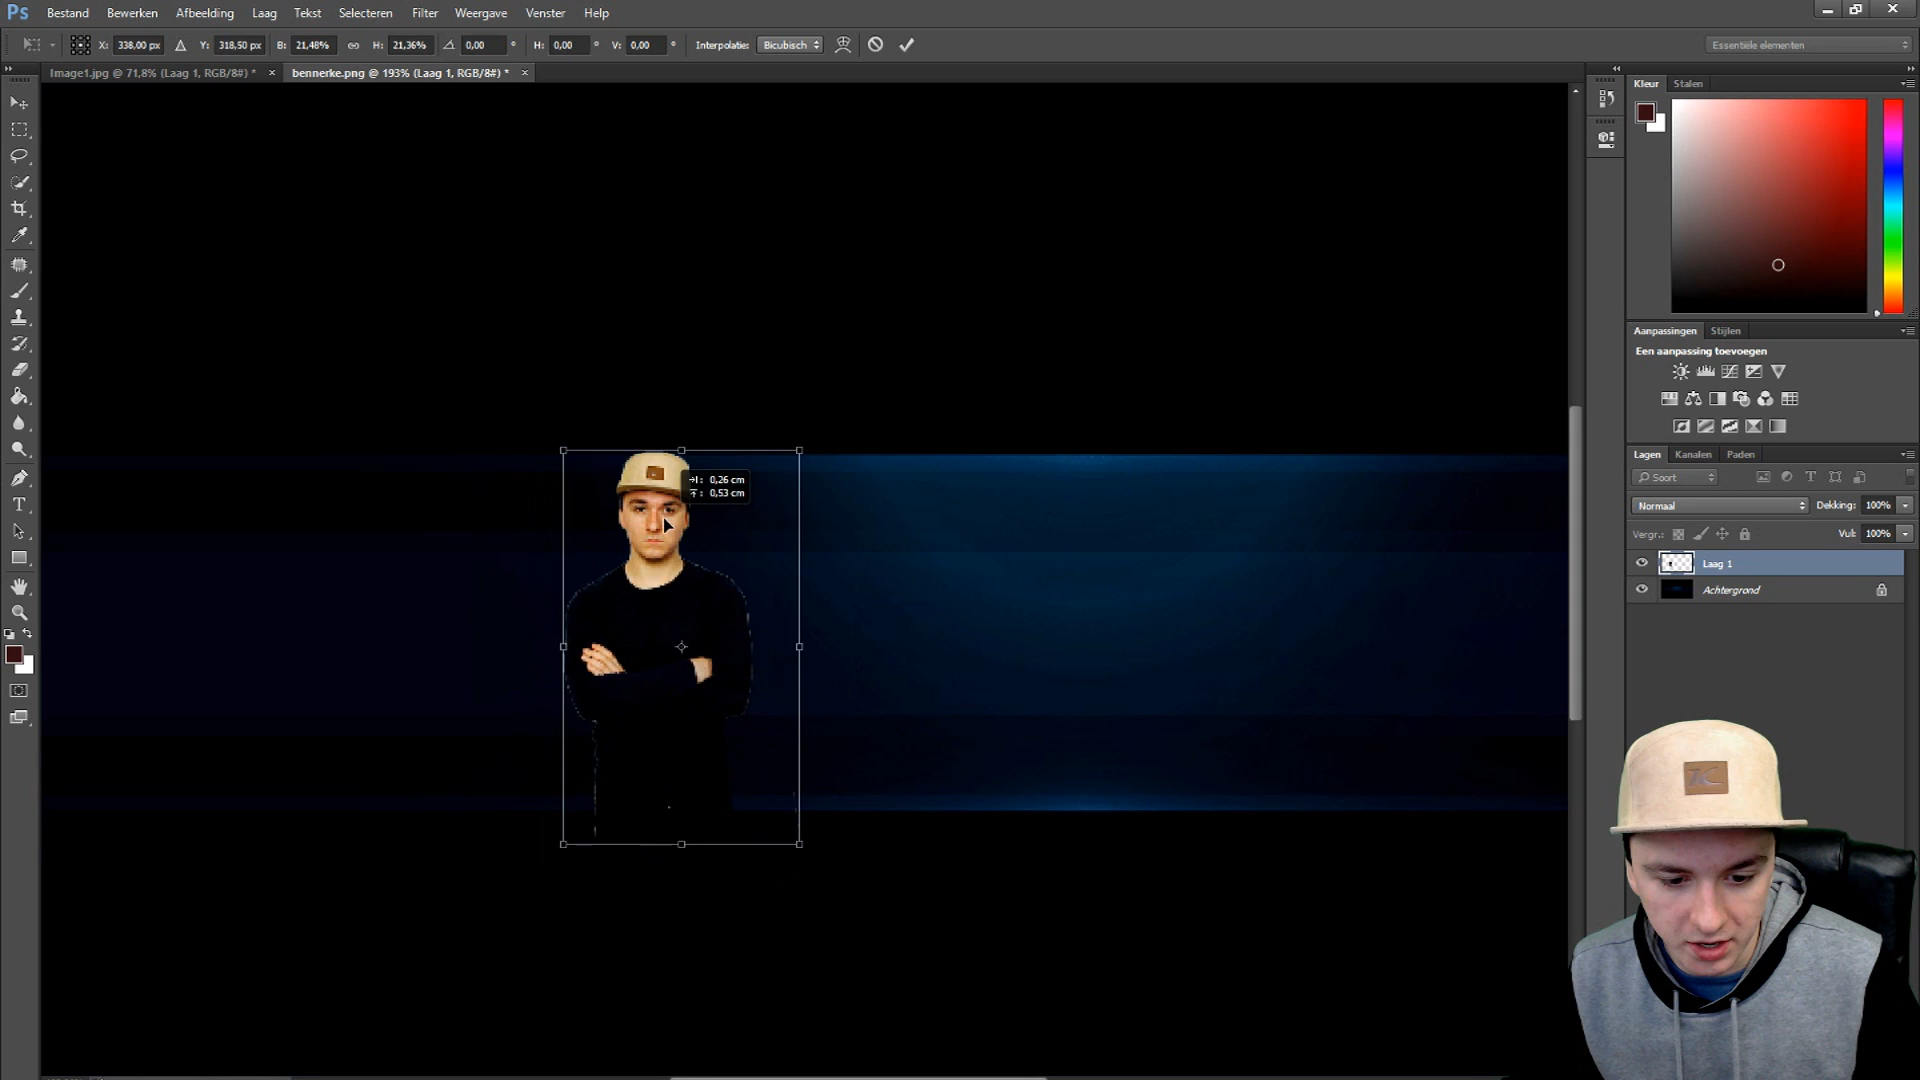 Ps Bestand Bewerken Afbeelding Laag Tekst Selecteren Filter Weergave Venster Help
X: 338,00 px Y: 318,50 px B: 21,48% H: 21,36% 0,00 ° H: 0,00 ° V: 0,00 ° Interpolatie: Bicubisch Essentiële elementen
Image1.jpg @ 71,8% (Laag 1, RGB/8#) * × bennerke.png @ 193% (Laag 1, RGB/8#) * ×
Kleur Stalen
Aanpassingen Stijlen
Een aanpassing toevoegen
Lagen Kanalen Paden
Soort
Normaal Dekking: 100%
Vergr.: Vul: 100%
Laag 1
Achtergrond
: 0,26 cm
: 0,53 cm